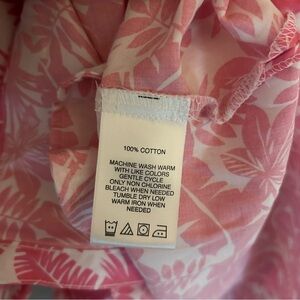 100% COTTON
MACHINE WASH WARM
WITH LIKE COLORS
GENTLE CYCLE
ONLY NON CHLORINE
BLEACH WHEN NEEDED
TUMBLE DRY LOW
WARM IRON WHEN
NEEDED